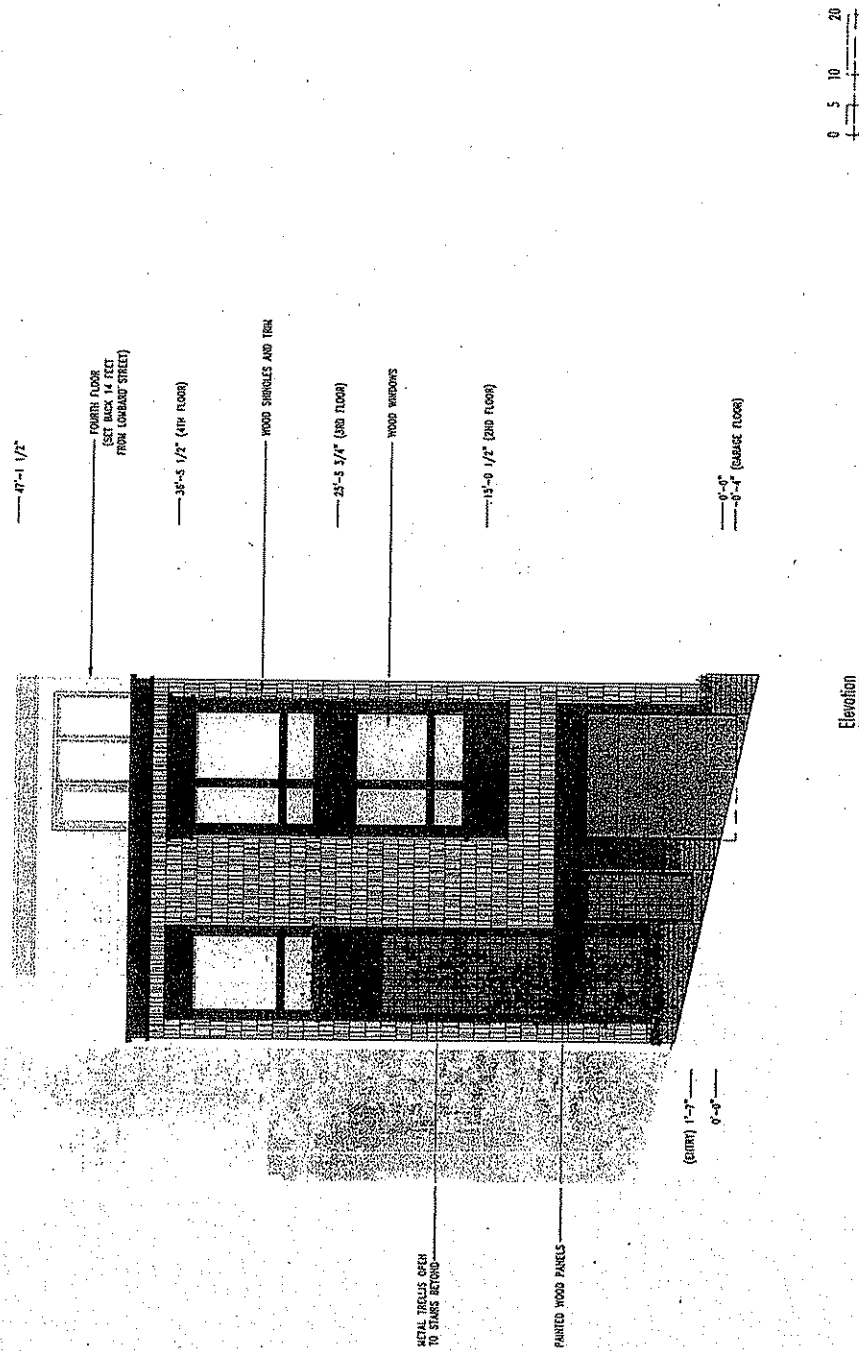 47'-1 1/2"
FOURTH FLOOR
(SET BACK 14 FEET
FROM LOMBARD STREET)
36'-5 1/2" (4TH FLOOR)
WOOD SHINGLES AND TRIM
25'-5 3/4" (3RD FLOOR)
WOOD WINDOWS
15'-0 1/2" (2ND FLOOR)
0'-0"
-0'-4" (GARAGE FLOOR)
METAL TRELLIS OPEN
TO STAIRS BEYOND
PAINTED WOOD PANELS
(ENTRY) 1'-7"
0'-0"
Elevation
0 5 10 20